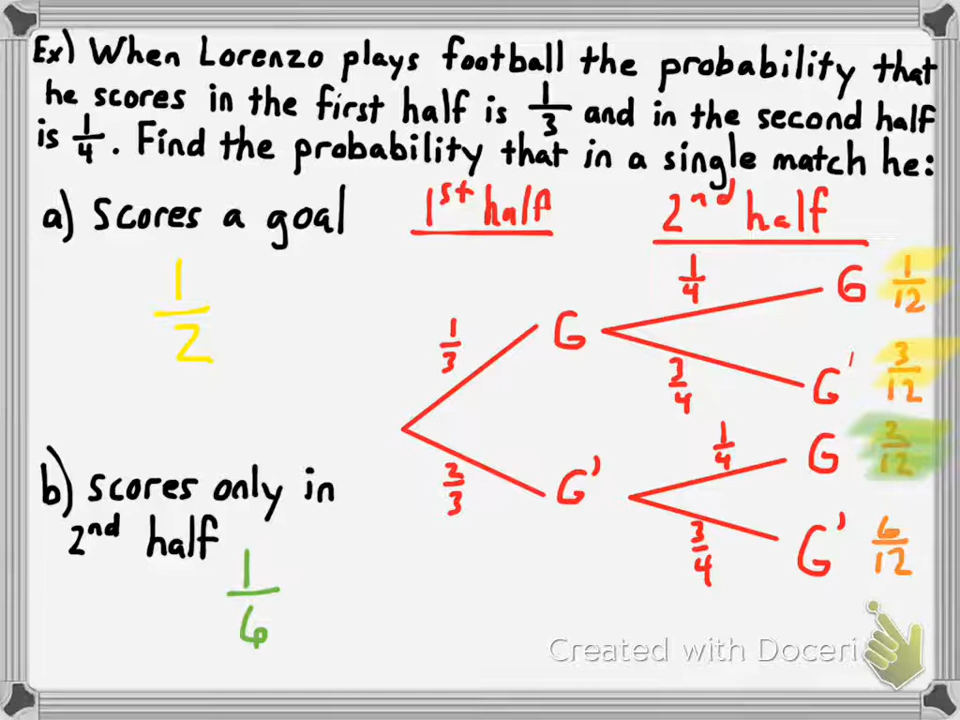 Ex) When Lorenzo plays football the probability that
he scores in the first half is 1/3 and in the second half
is 1/4. Find the probability that in a single match he:
a) Scores a goal
1st half
2nd half
1/2
1/3
G
1/4
G
1/12
3/4
G'
3/12
2/3
G'
1/4
G
2/12
3/4
G'
6/12
b) scores only in
2nd half
1/6
Created with Doceri